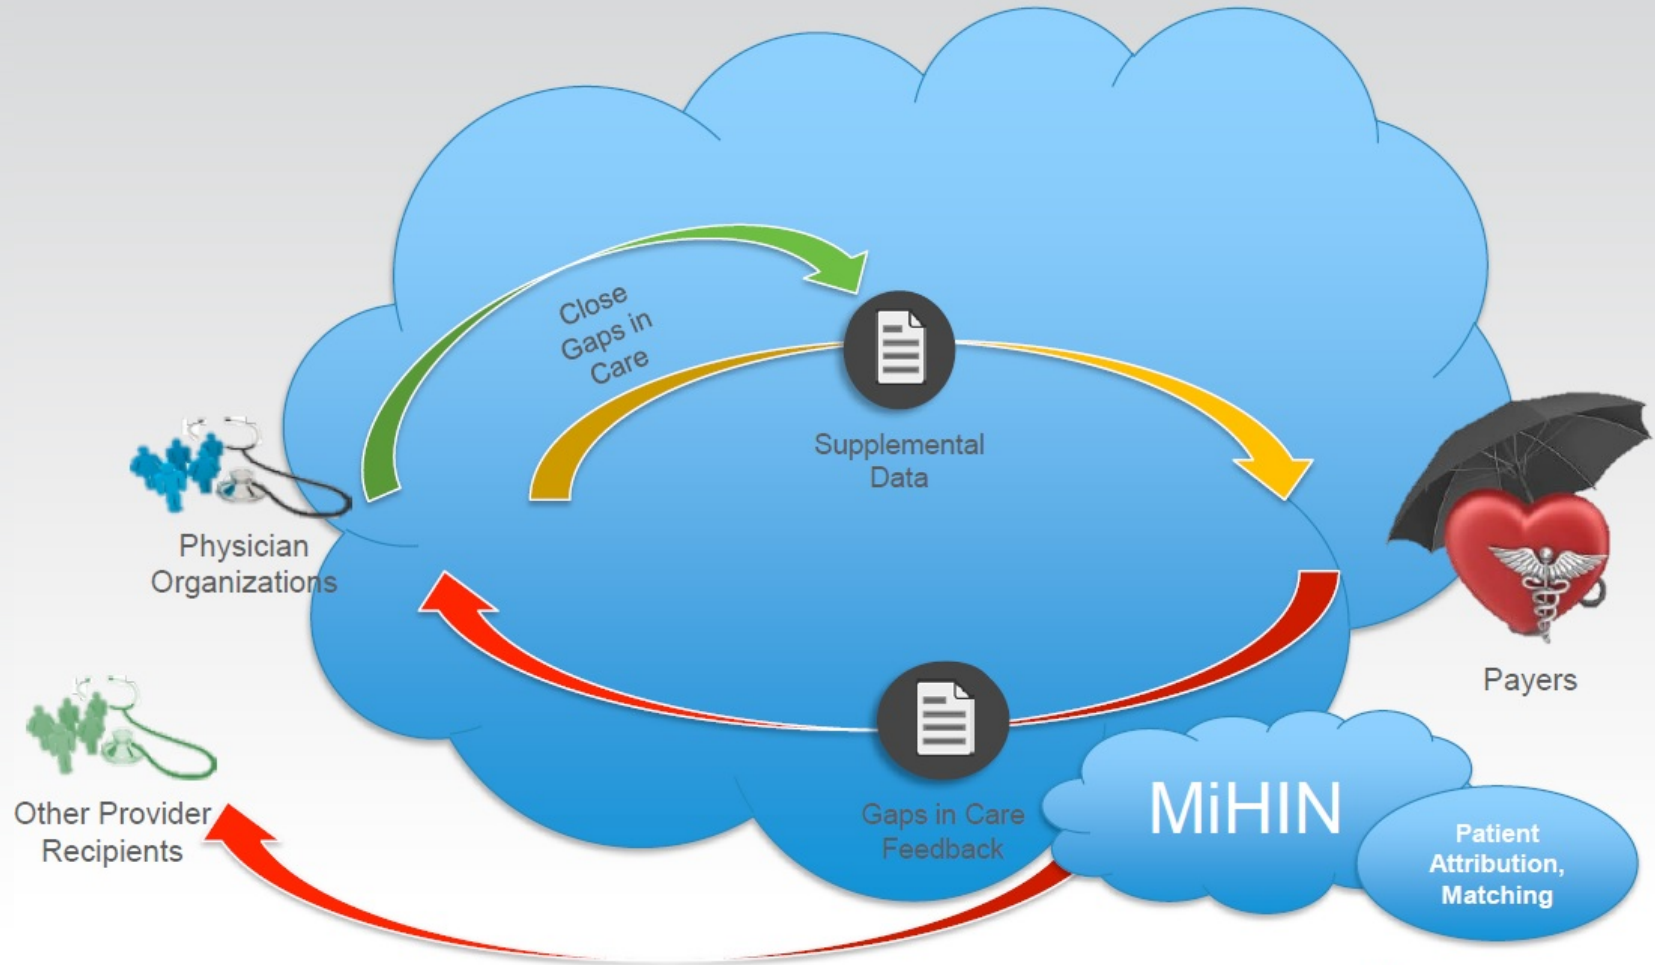 Close
Gaps in
Care
Supplemental
Data
Physician
Organizations
Payers
Other Provider
Recipients
Gaps in Care
Feedback
MiHIN
Patient
Attribution,
Matching